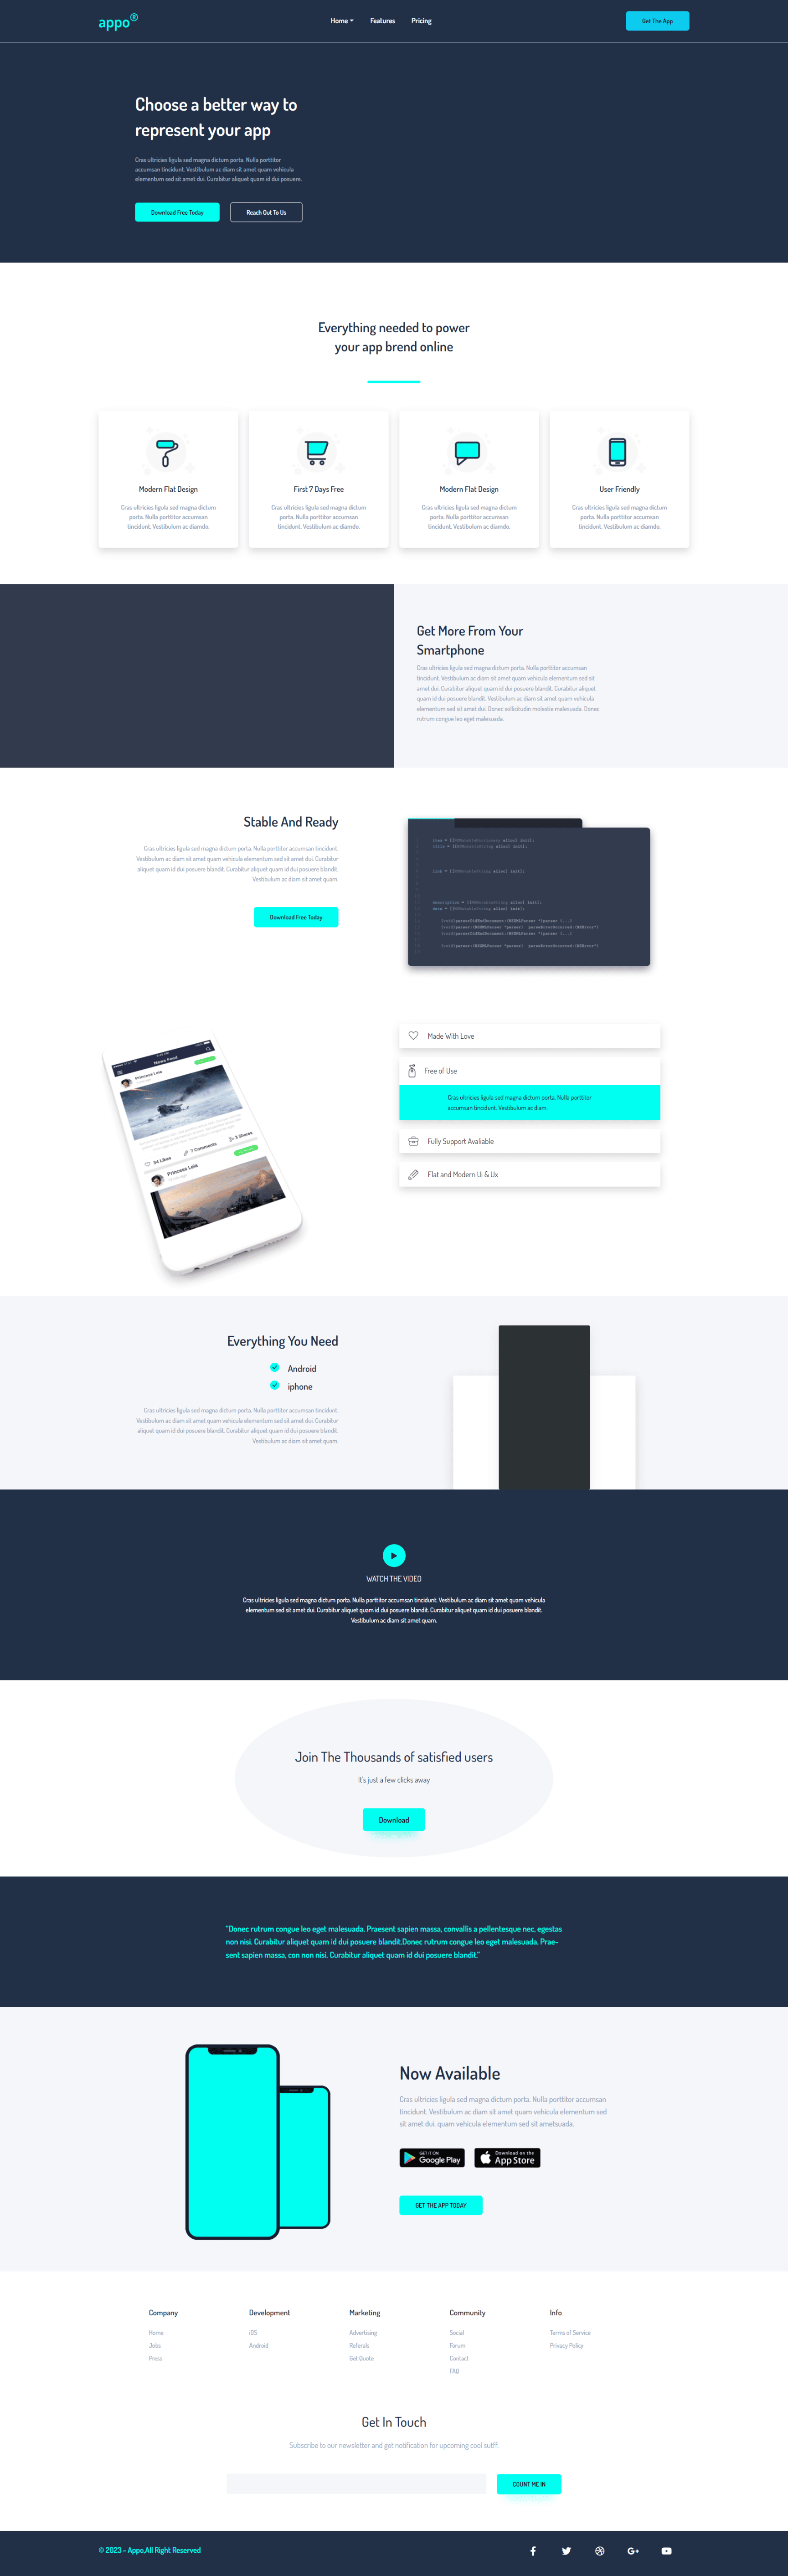 appo®
Home
Features
Pricing
Get The App
Choose a better way to
represent your app
Cras ultricies ligula sed magna dictum porta. Nulla porttitor
accumsan tincidunt. Vestibulum ac diam sit amet quam vehicula
elementum sed sit amet dui. Curabitur aliquet quam id dui posuere.
Download Free Today
Reach Out To Us
Everything needed to power
your app brend online
Modern Flat Design
Cras ultricies ligula sed magna dictum
porta. Nulla porttitor accumsan
tincidunt. Vestibulum ac diamdo.
First 7 Days Free
Cras ultricies ligula sed magna dictum
porta. Nulla porttitor accumsan
tincidunt. Vestibulum ac diamdo.
Modern Flat Design
Cras ultricies ligula sed magna dictum
porta. Nulla porttitor accumsan
tincidunt. Vestibulum ac diamdo.
User Friendly
Cras ultricies ligula sed magna dictum
porta. Nulla porttitor accumsan
tincidunt. Vestibulum ac diamdo.
Get More From Your
Smartphone
Cras ultricies ligula sed magna dictum porta. Nulla porttitor accumsan
tincidunt. Vestibulum ac diam sit amet quam vehicula elementum sed sit
amet dui. Curabitur aliquet quam id dui posuere blandit. Curabitur aliquet
quam id dui posuere blandit. Vestibulum ac diam sit amet quam vehicula
elementum sed sit amet dui. Donec sollicitudin molestie malesuada. Donec
rutrum congue leo eget malesuada.
Stable And Ready
Cras ultricies ligula sed magna dictum porta. Nulla porttitor accumsan tincidunt.
Vestibulum ac diam sit amet quam vehicula elementum sed sit amet dui. Curabitur
aliquet quam id dui posuere blandit. Curabitur aliquet quam id dui posuere blandit.
Vestibulum ac diam sit amet quam.
Download Free Today
News Feed
Princess Leia
34 Likes
7 Comments
3 Shares
Princess Leia
Made With Love
Free of Use
Cras ultricies ligula sed magna dictum porta. Nulla porttitor
accumsan tincidunt. Vestibulum ac diam.
Fully Support Avaliable
Flat and Modern Ui & Ux
Everything You Need
Android
iphone
Cras ultricies ligula sed magna dictum porta. Nulla porttitor accumsan tincidunt.
Vestibulum ac diam sit amet quam vehicula elementum sed sit amet dui. Curabitur
aliquet quam id dui posuere blandit. Curabitur aliquet quam id dui posuere blandit.
Vestibulum ac diam sit amet quam.
WATCH THE VIDEO
Cras ultricies ligula sed magna dictum porta. Nulla porttitor accumsan tincidunt. Vestibulum ac diam sit amet quam vehicula
elementum sed sit amet dui. Curabitur aliquet quam id dui posuere blandit. Curabitur aliquet quam id dui posuere blandit.
Vestibulum ac diam sit amet quam.
Join The Thousands of satisfied users
It's just a few clicks away
Download
"Donec rutrum congue leo eget malesuada. Praesent sapien massa, convallis a pellentesque nec, egestas
non nisi. Curabitur aliquet quam id dui posuere blandit.Donec rutrum congue leo eget malesuada. Prae-
sent sapien massa, con non nisi. Curabitur aliquet quam id dui posuere blandit."
Now Available
Cras ultricies ligula sed magna dictum porta. Nulla porttitor accumsan
tincidunt. Vestibulum ac diam sit amet quam vehicula elementum sed
sit amet dui. quam vehicula elementum sed sit ametsuada.
GET IT ON
Google Play
Download on the
App Store
GET THE APP TODAY
Company
Home
Jobs
Press
Development
iOS
Android
Marketing
Advertising
Referals
Get Quote
Community
Social
Forum
Contact
FAQ
Info
Terms of Service
Privacy Policy
Get In Touch
Subscribe to our newsletter and get notification for upcoming cool sutff.
COUNT ME IN
© 2023 - Appo,All Right Reserved